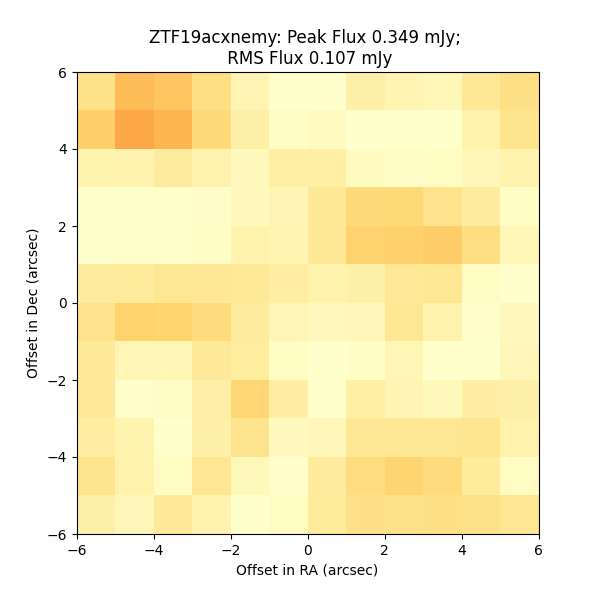 ZTF19acxnemy: Peak Flux 0.349 mJy;
RMS Flux 0.107 mJy
6
4
2
0
−2
−4
−6
Offset in Dec (arcsec)
−6 −4 −2 0 2 4 6
Offset in RA (arcsec)